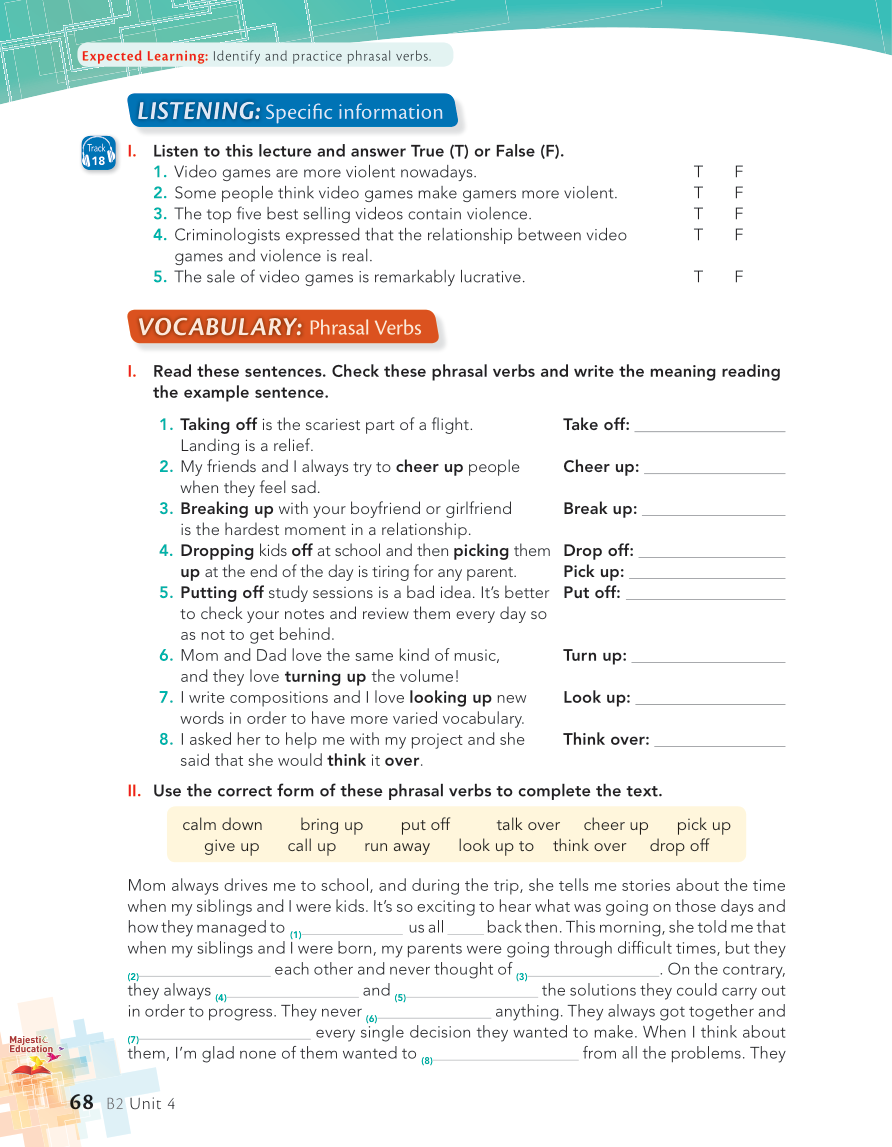 Expected Learning: Identify and practice phrasal verbs.
LISTENING: Specific information
Track 18
I. Listen to this lecture and answer True (T) or False (F).
1. Video games are more violent nowadays. T F
2. Some people think video games make gamers more violent. T F
3. The top five best selling videos contain violence. T F
4. Criminologists expressed that the relationship between video T F
games and violence is real.
5. The sale of video games is remarkably lucrative. T F
VOCABULARY: Phrasal Verbs
I. Read these sentences. Check these phrasal verbs and write the meaning reading
the example sentence.
1. Taking off is the scariest part of a flight. Take off: ____
Landing is a relief.
2. My friends and I always try to cheer up people Cheer up: ____
when they feel sad.
3. Breaking up with your boyfriend or girlfriend Break up: ____
is the hardest moment in a relationship.
4. Dropping kids off at school and then picking them Drop off: ____
up at the end of the day is tiring for any parent. Pick up: ____
5. Putting off study sessions is a bad idea. It's better Put off: ____
to check your notes and review them every day so
as not to get behind.
6. Mom and Dad love the same kind of music, Turn up: ____
and they love turning up the volume!
7. I write compositions and I love looking up new Look up: ____
words in order to have more varied vocabulary.
8. I asked her to help me with my project and she Think over: ____
said that she would think it over.
II. Use the correct form of these phrasal verbs to complete the text.
calm down bring up put off talk over cheer up pick up
give up call up run away look up to think over drop off
Mom always drives me to school, and during the trip, she tells me stories about the time
when my siblings and I were kids. It's so exciting to hear what was going on those days and
how they managed to (1)____ us all ____ back then. This morning, she told me that
when my siblings and I were born, my parents were going through difficult times, but they
(2)____ each other and never thought of (3)____. On the contrary,
they always (4)____ and (5)____ the solutions they could carry out
in order to progress. They never (6)____ anything. They always got together and
(7)____ every single decision they wanted to make. When I think about
them, I'm glad none of them wanted to (8)____ from all the problems. They
Majestic
Education
68 B2 Unit 4